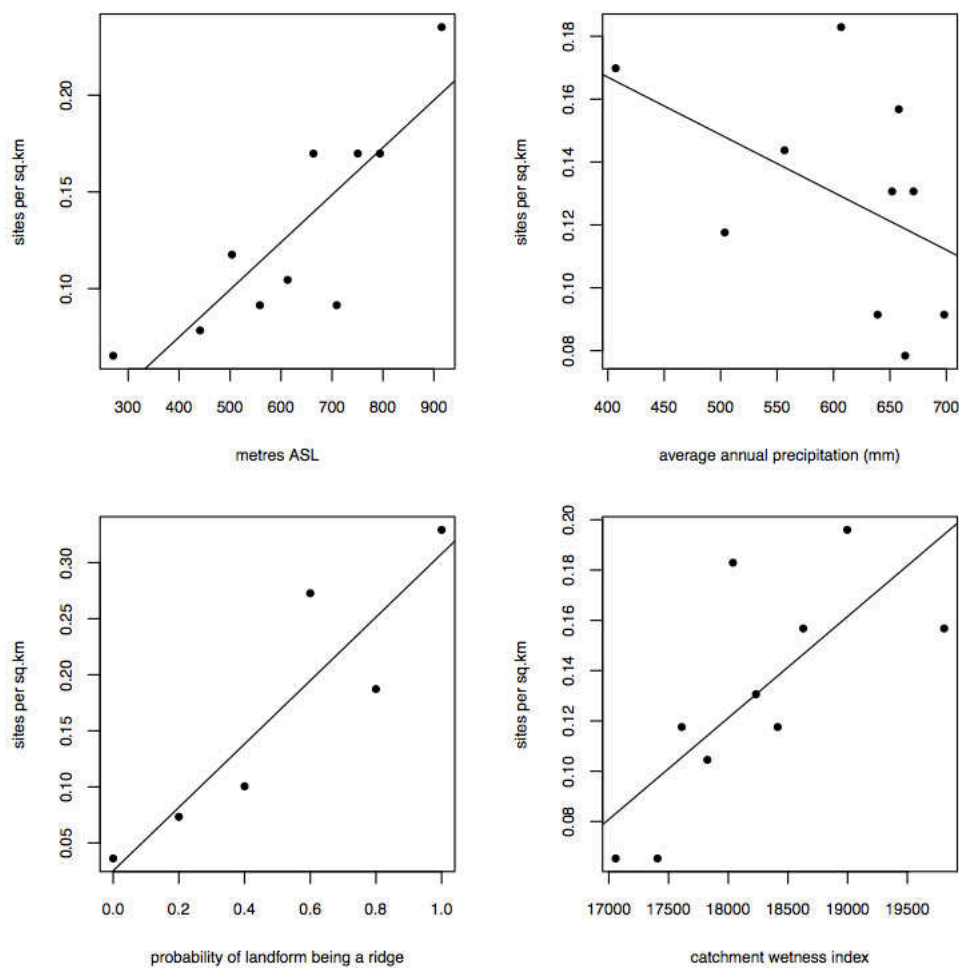 sites per sq.km
0.20
0.15
0.10
300 400 500 600 700 800 900
metres ASL
sites per sq.km
0.18
0.16
0.14
0.12
0.10
0.08
400 450 500 550 600 650 700
average annual precipitation (mm)
sites per sq.km
0.30
0.25
0.20
0.15
0.10
0.05
0.0 0.2 0.4 0.6 0.8 1.0
probability of landform being a ridge
sites per sq.km
0.20
0.18
0.16
0.14
0.12
0.10
0.08
17000 17500 18000 18500 19000 19500
catchment wetness index